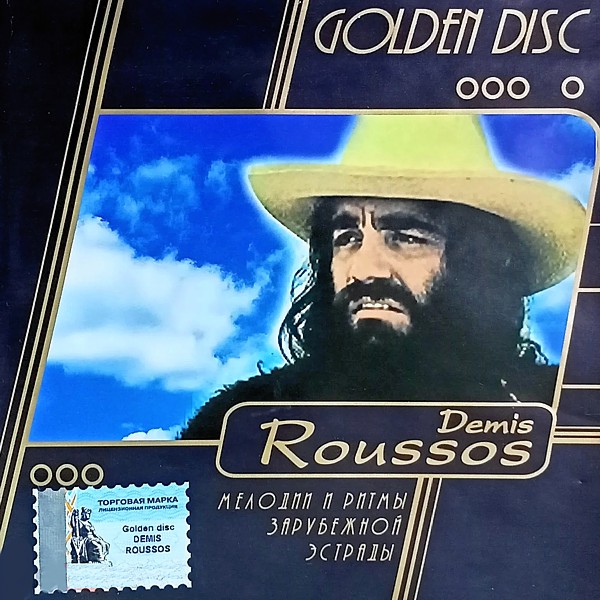 GOLDEN DISC
Demis
Roussos
МЕЛОДИИ И РИТМЫ
ЗАРУБЕЖНОЙ
ЭСТРАДЫ
ТОРГОВАЯ МАРКА
ЛИЦЕНЗИОННАЯ ПРОДУКЦИЯ
Golden disc
DEMIS
ROUSSOS